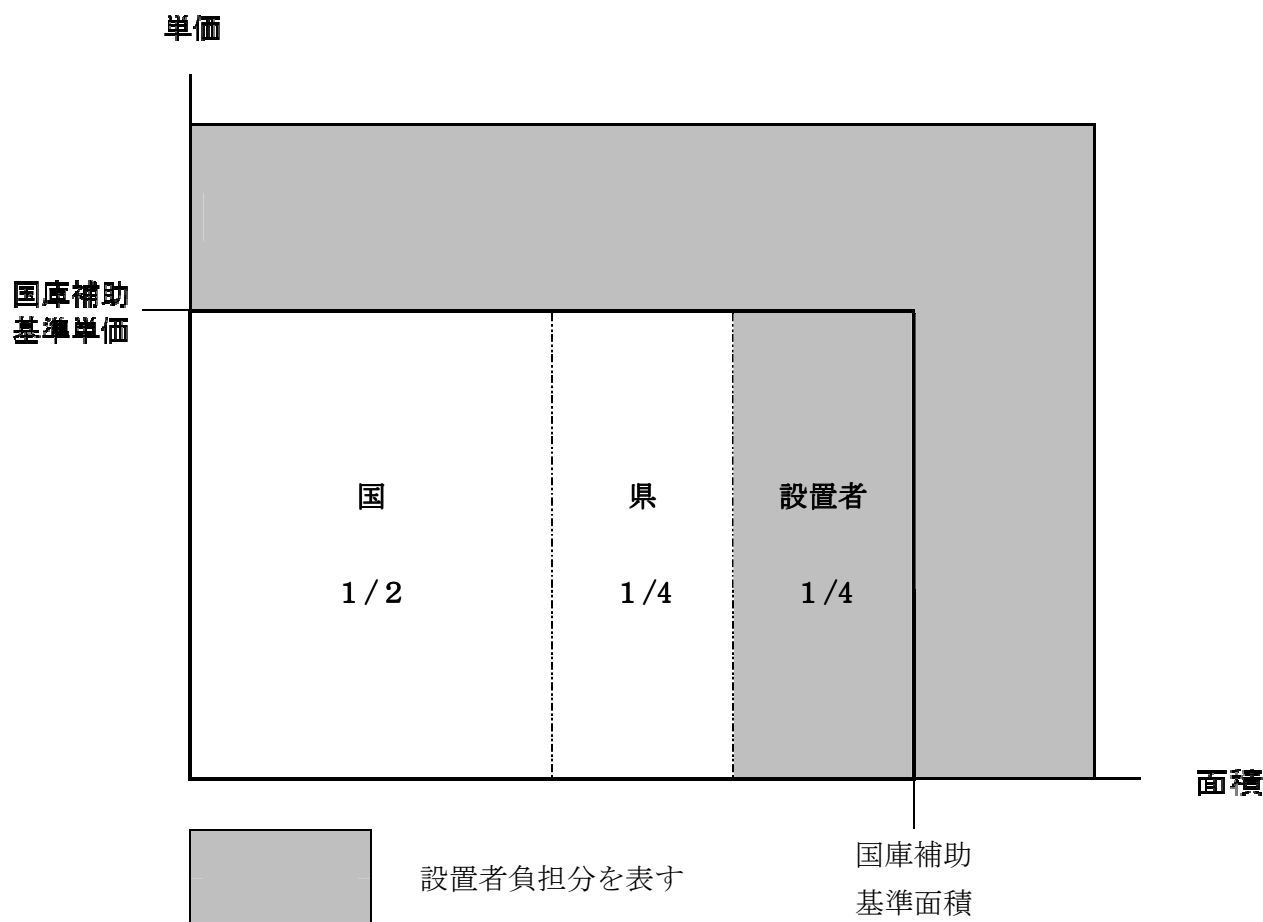 単価
国庫補助
基準単価
国 県 設置者
1/2 1/4 1/4
面積
国庫補助
基準面積
設置者負担分を表す